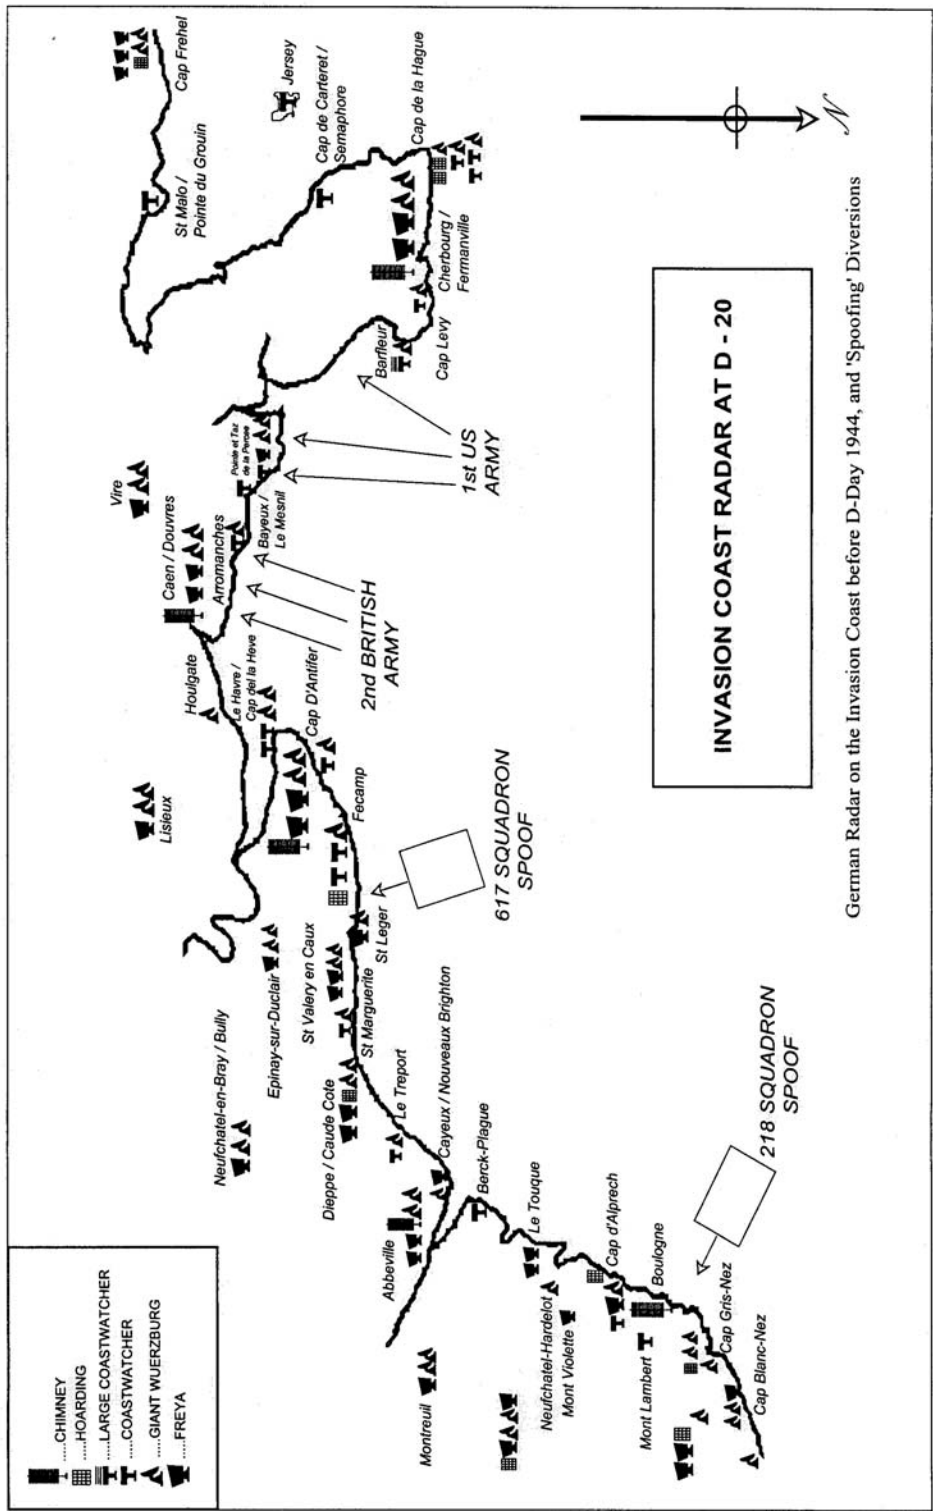 .....CHIMNEY
.....HOARDING
.....LARGE COASTWATCHER
.....COASTWATCHER
.....GIANT WUERZBURG
.....FREYA
Montreuil
Abbeville
Neufchatel-en-Bray / Bully
Epinay-sur-Duclair
Lisieux
Vire
Houlgate
Caen / Douvres
Arromanches
Le Havre /
Cap del la Heve
Pointe et Taz
de la Percee
Bayeux /
Le Mesnil
St Malo /
Pointe du Grouin
Cap Frehel
Jersey
Cap de Carteret /
Semaphore
Cap de la Hague
Cherbourg /
Fermanville
Barfleur
Cap Levy
Dieppe / Caude Cote
St Valery en Caux
St Marguerite
St Leger
Fecamp
Cap D'Antifer
Le Treport
Cayeux / Nouveaux Brighton
Berck-Plague
Le Touque
Neufchatel-Hardelot
Mont Violette
Cap d'Alprech
Boulogne
Mont Lambert
Cap Gris-Nez
Cap Blanc-Nez
218 SQUADRON
SPOOF
617 SQUADRON
SPOOF
2nd BRITISH
ARMY
1st US
ARMY
INVASION COAST RADAR AT D - 20
N
German Radar on the Invasion Coast before D-Day 1944, and 'Spoofing' Diversions